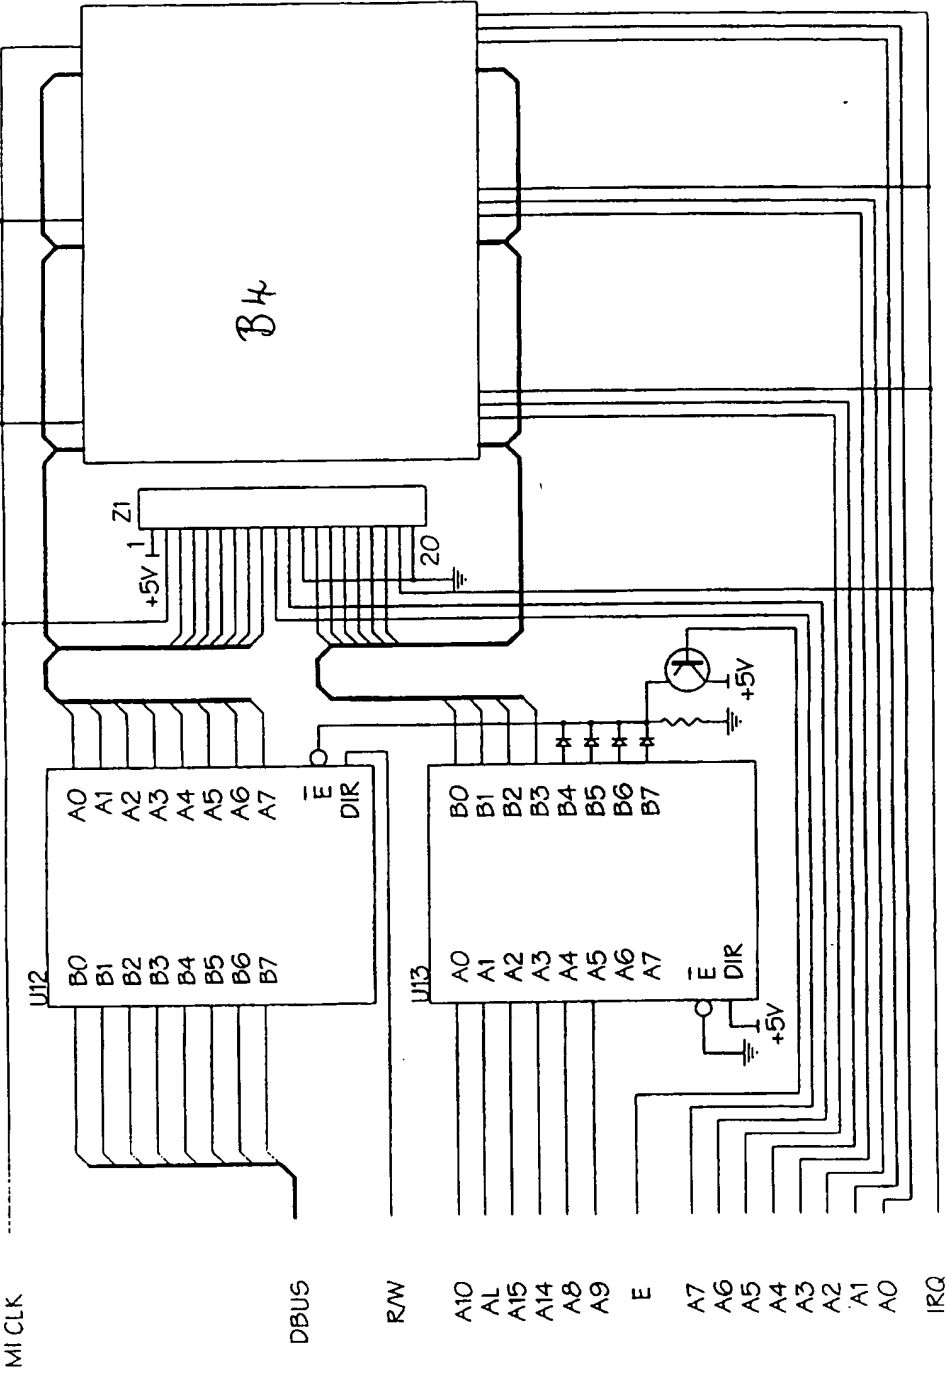 B4
Z1
+5V
1
20
+5V
A0
A1
A2
A3
A4
A5
A6
A7
E
DIR
B0
B1
B2
B3
B4
B5
B6
B7
B0
B1
B2
B3
B4
B5
B6
B7
A0
A1
A2
A3
A4
A5
A6
A7
E
DIR
U12
U13
+5V
MI CLK
DBUS
R/W
A10
AL
A15
A14
A8
A9
E
A7
A6
A5
A4
A3
A2
A1
A0
IRQ